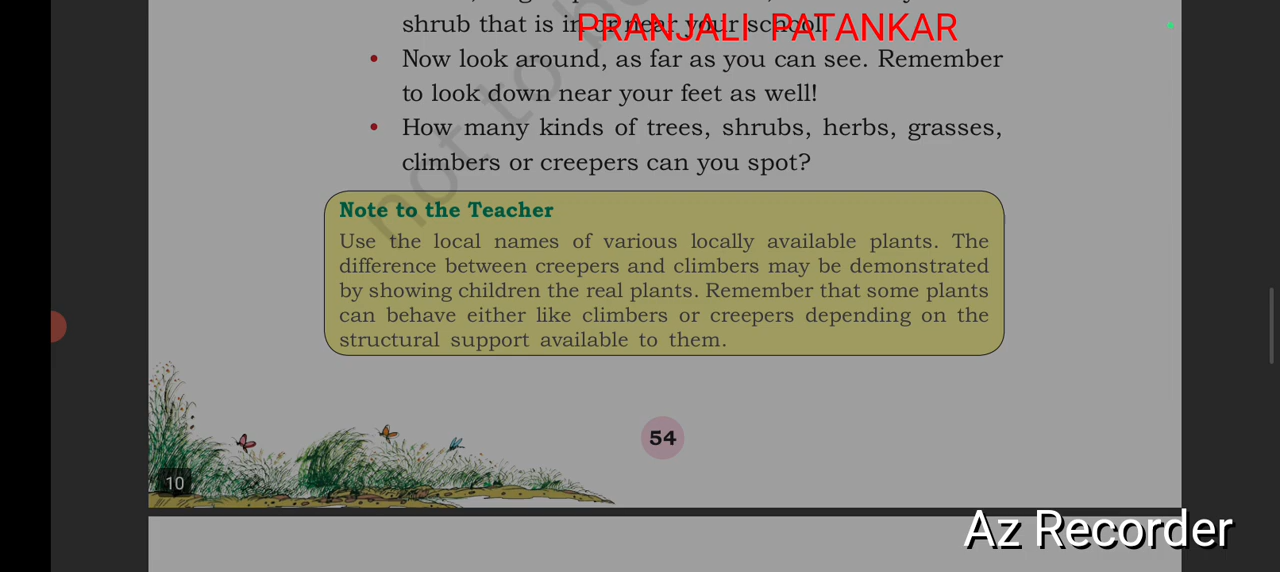 shrub that is in or near your school.
PRANJALI PATANKAR
• Now look around, as far as you can see. Remember
to look down near your feet as well!
• How many kinds of trees, shrubs, herbs, grasses,
climbers or creepers can you spot?
Note to the Teacher
Use the local names of various locally available plants. The
difference between creepers and climbers may be demonstrated
by showing children the real plants. Remember that some plants
can behave either like climbers or creepers depending on the
structural support available to them.
54
10
Az Recorder
not to be